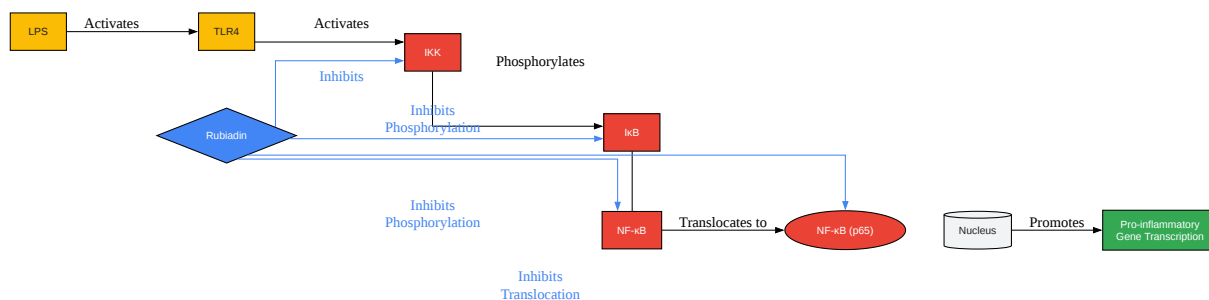 LPS
Activates
TLR4
Activates
IKK
Phosphorylates
Inhibits
Inhibits
Phosphorylation
Rubiadin
IκB
Inhibits
Phosphorylation
NF-κB
Translocates to
NF-κB (p65)
Nucleus
Promotes
Pro-inflammatory
Gene Transcription
Inhibits
Translocation